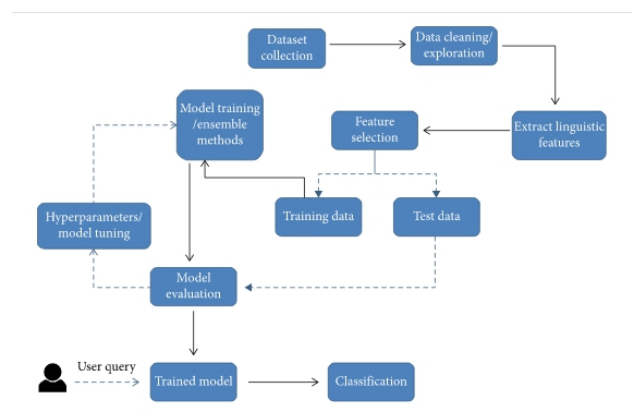 Dataset
collection
Data cleaning/
exploration
Model training
/ensemble
methods
Feature
selection
Extract linguistic
features
Hyperparameters/
model tuning
Training data
Test data
Model
evaluation
User query
Trained model
Classification